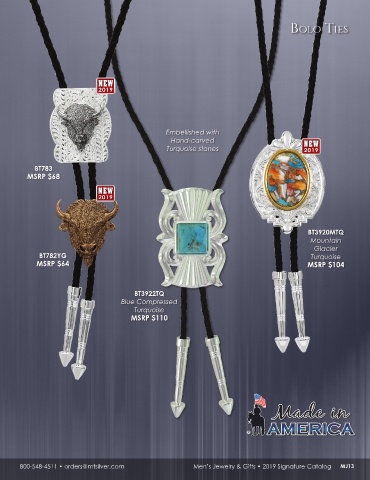 BOLO TIES
NEW
2019
Embellished with
Hand-carved
Turquoise stones
NEW
2019
BT783
MSRP $68
NEW
2019
BT3920MTQ
Mountain
Glacier
Turquoise
MSRP $104
BT782YG
MSRP $64
BT3922TQ
Blue Compressed
Turquoise
MSRP $110
Made in
AMERICA
800-548-4511 • orders@mfsilver.com
Men's Jewelry & Gifts • 2019 Signature Catalog MJ13